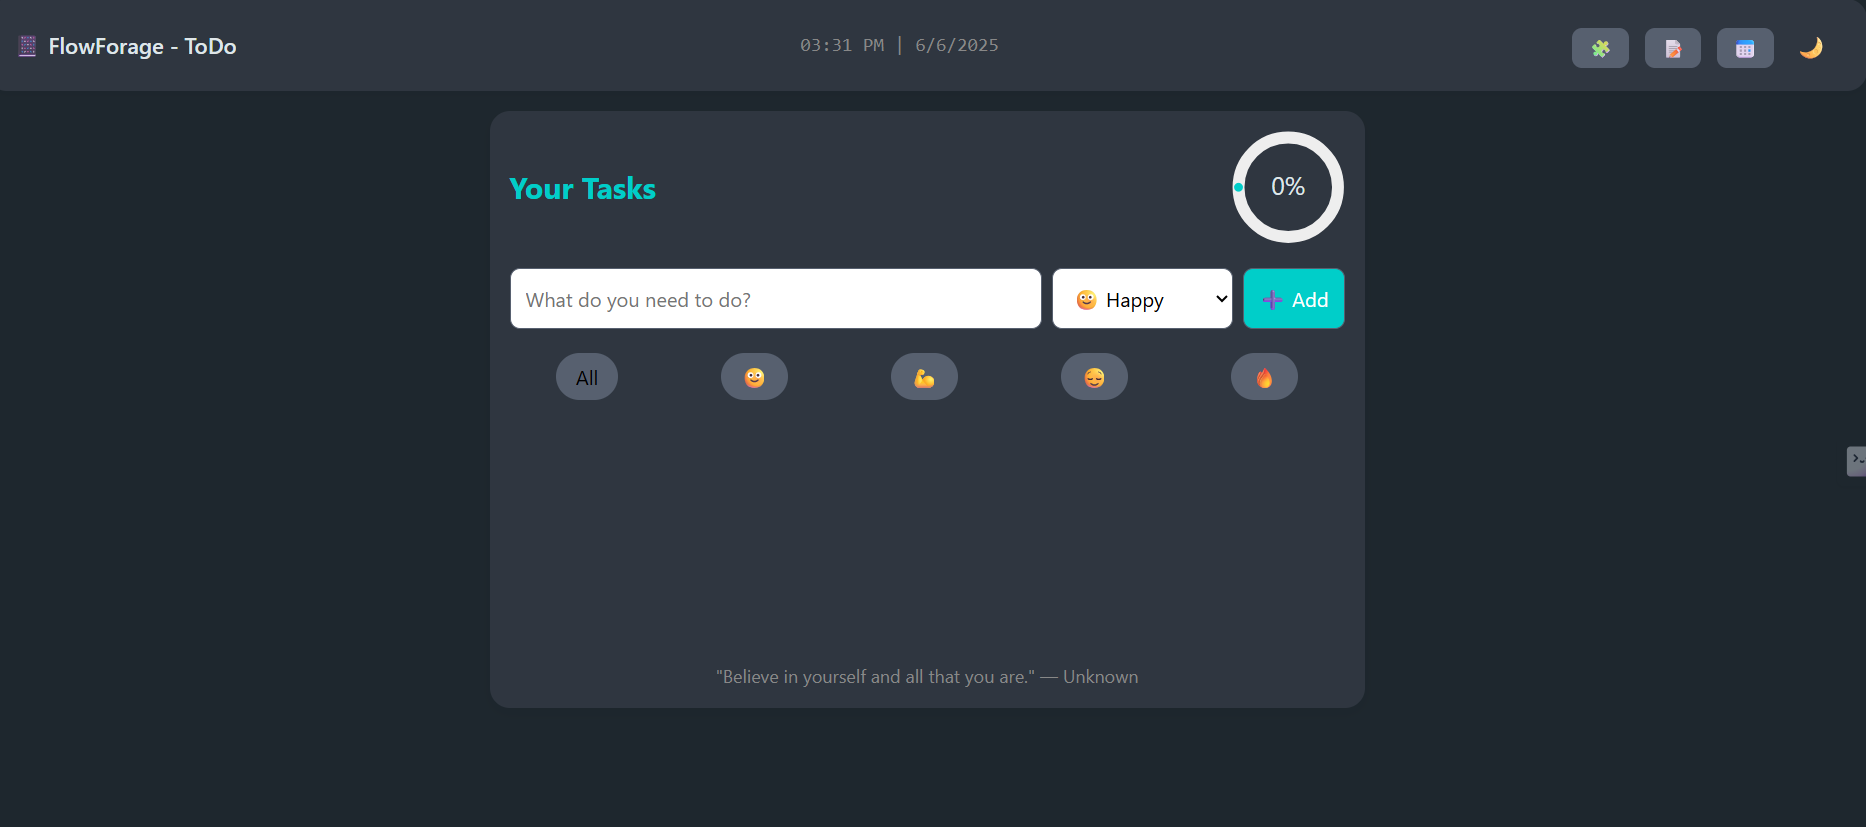 FlowForage - ToDo
03:31 PM | 6/6/2025
Your Tasks
0%
What do you need to do?
Happy
Add
All
"Believe in yourself and all that you are." — Unknown